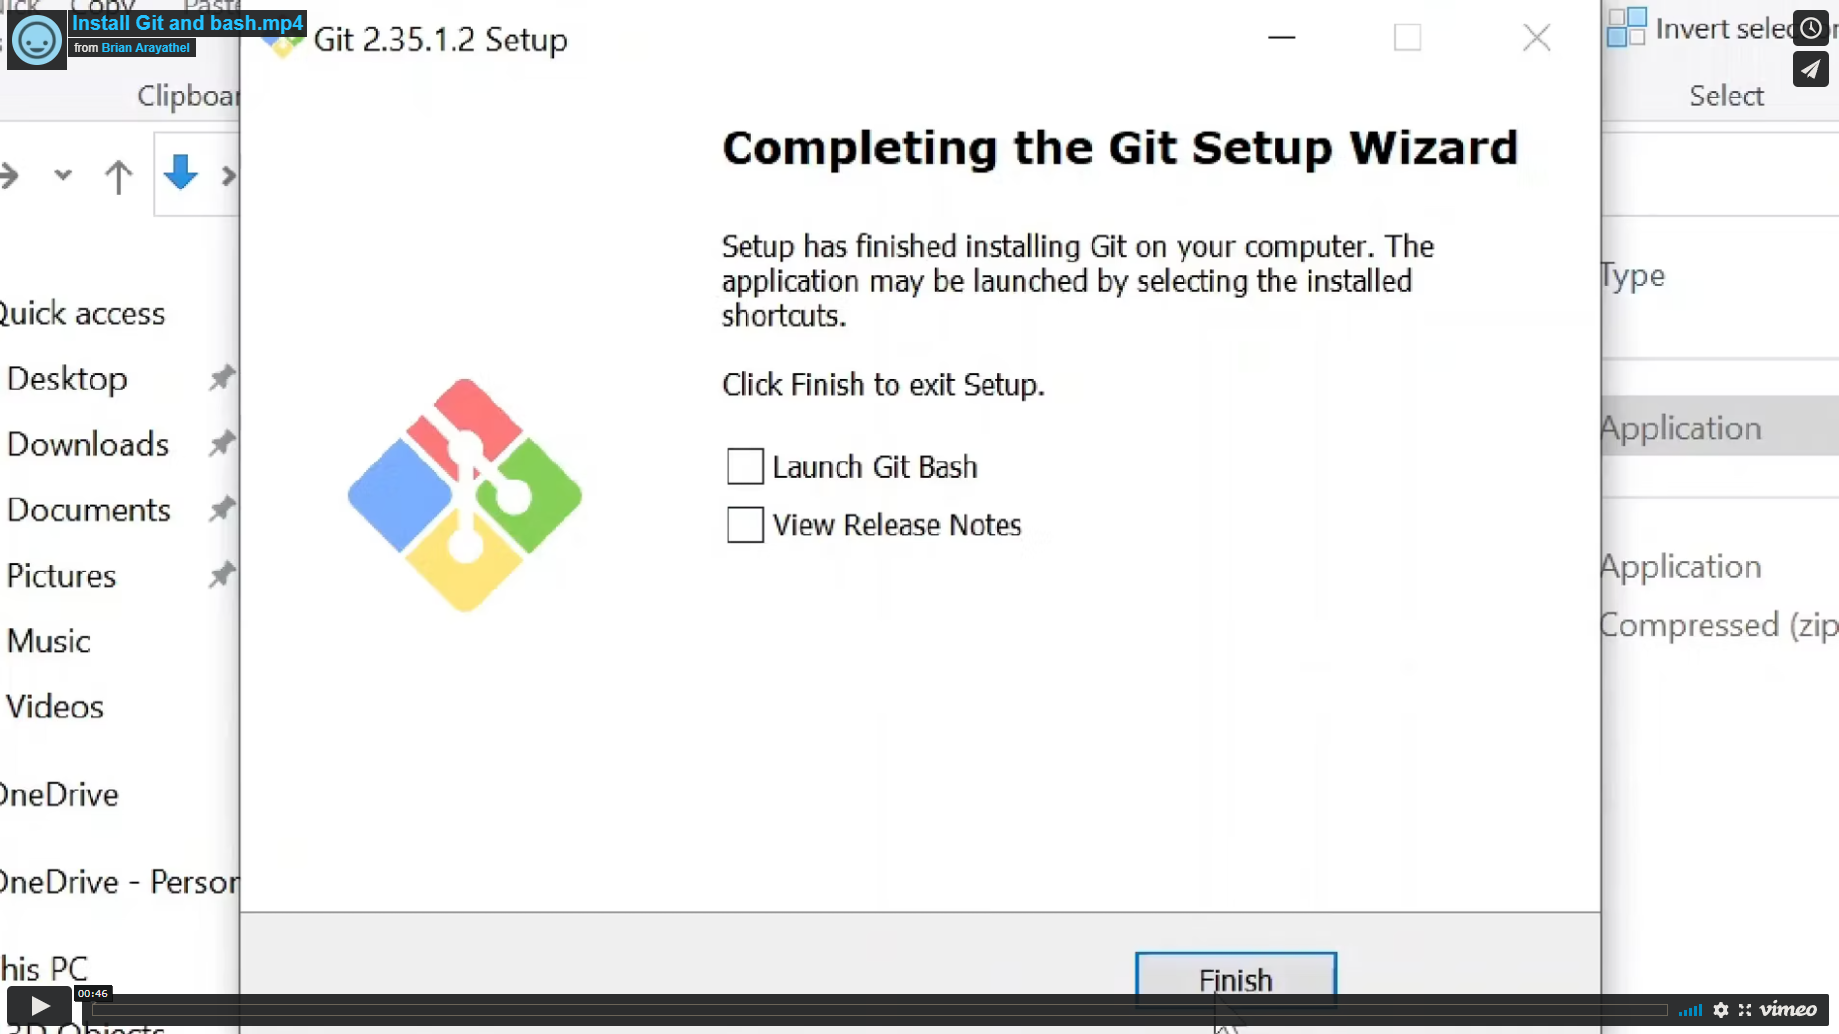 Copy
Install Git and bash.mp4
from Brian Arayathel
Git 2.35.1.2 Setup
Select
Completing the Git Setup Wizard
Setup has finished installing Git on your computer. The
application may be launched by selecting the installed
shortcuts.
Click Finish to exit Setup.
Launch Git Bash
View Release Notes
Finish
Quick access
Desktop
Downloads
Documents
Pictures
Music
Videos
OneDrive
OneDrive - Person
This PC
3D Objects
Type
Application
Application
Compressed (zip
Invert selec
00:46
vimeo